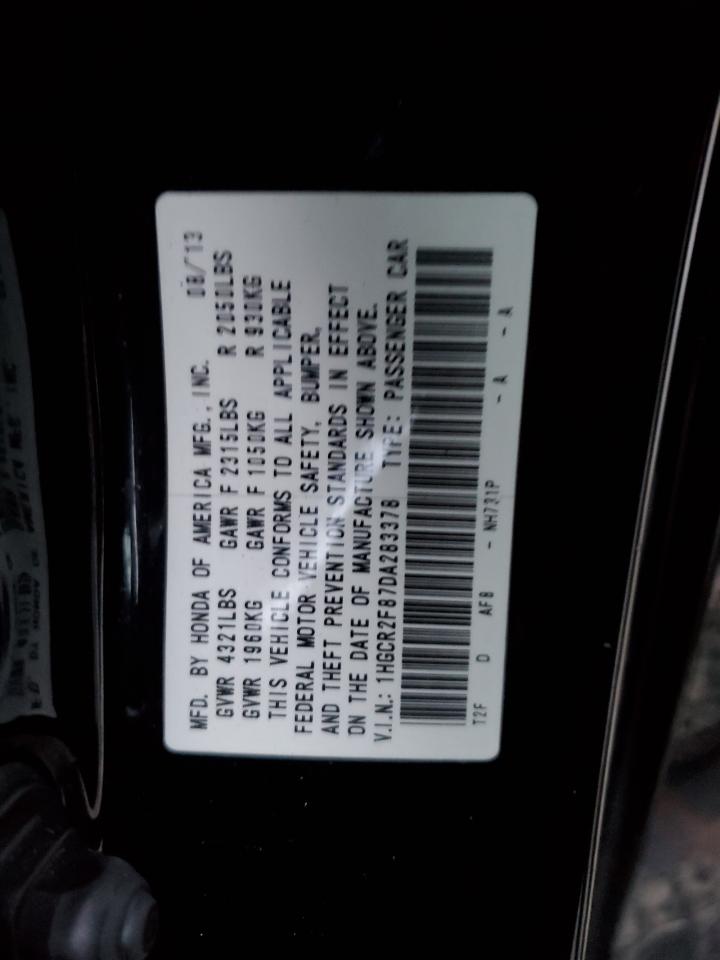 MFD. BY HONDA OF AMERICA MFG., INC. 08/13
GVWR 4321LBS GAWR F 2315LBS R 2050LBS
GVWR 1960KG GAWR F 1050KG R 930KG
THIS VEHICLE CONFORMS TO ALL APPLICABLE
FEDERAL MOTOR VEHICLE SAFETY, BUMPER,
AND THEFT PREVENTION STANDARDS IN EFFECT
ON THE DATE OF MANUFACTURE SHOWN ABOVE.
V.I.N.: 1HGCR2F87DA283378 TYPE: PASSENGER CAR
T2F D AF8 - NH731P - A - A